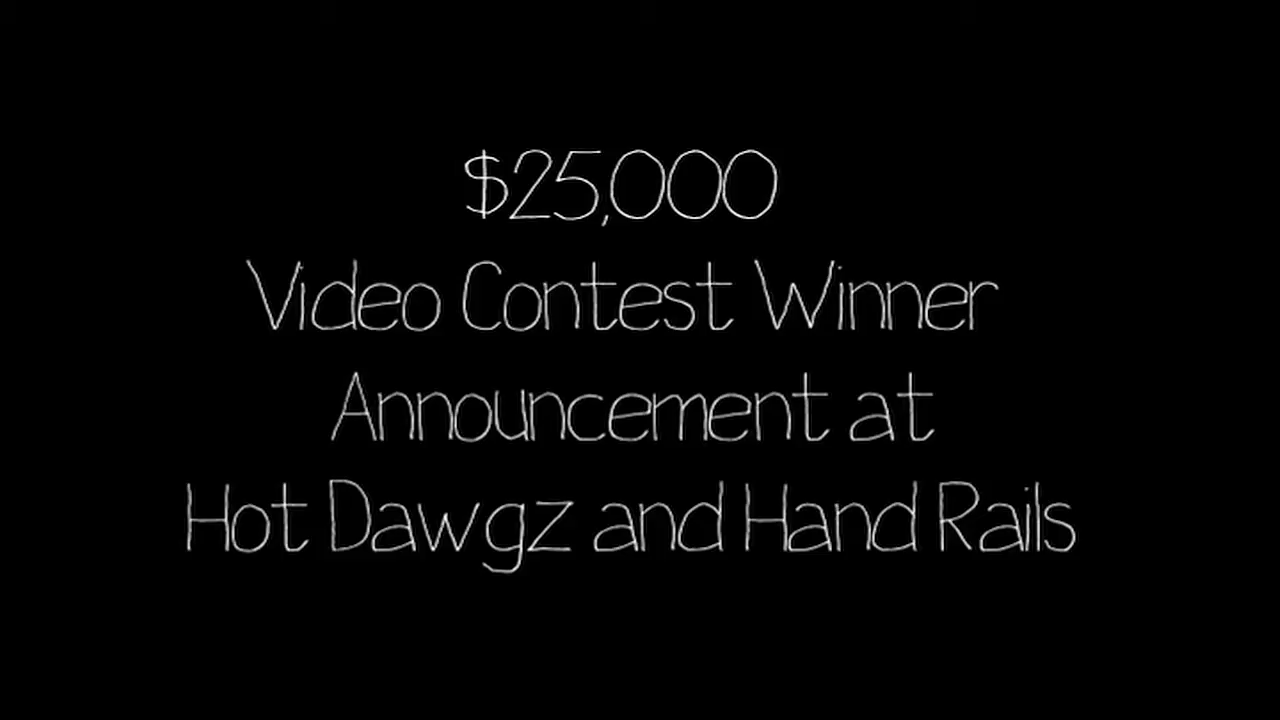 $25,000
Video Contest Winner
Announcement at
Hot Dawgz and Hand Rails